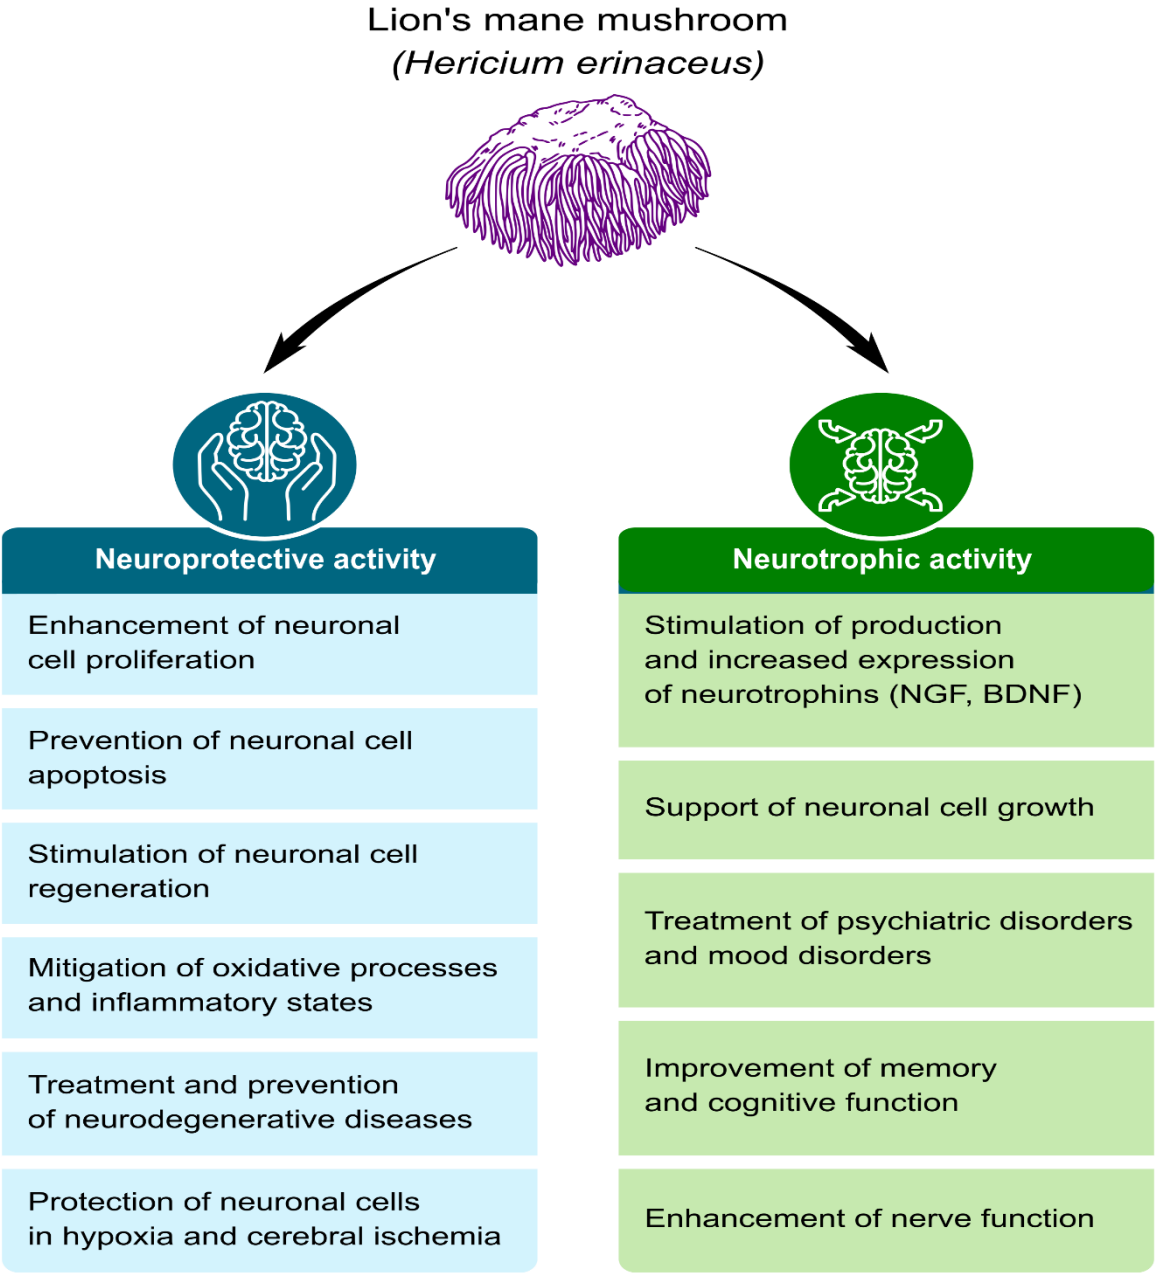 Lion's mane mushroom
(Hericium erinaceus)
Neuroprotective activity
Enhancement of neuronal
cell proliferation
Prevention of neuronal cell
apoptosis
Stimulation of neuronal cell
regeneration
Mitigation of oxidative processes
and inflammatory states
Treatment and prevention
of neurodegenerative diseases
Protection of neuronal cells
in hypoxia and cerebral ischemia
Neurotrophic activity
Stimulation of production
and increased expression
of neurotrophins (NGF, BDNF)
Support of neuronal cell growth
Treatment of psychiatric disorders
and mood disorders
Improvement of memory
and cognitive function
Enhancement of nerve function